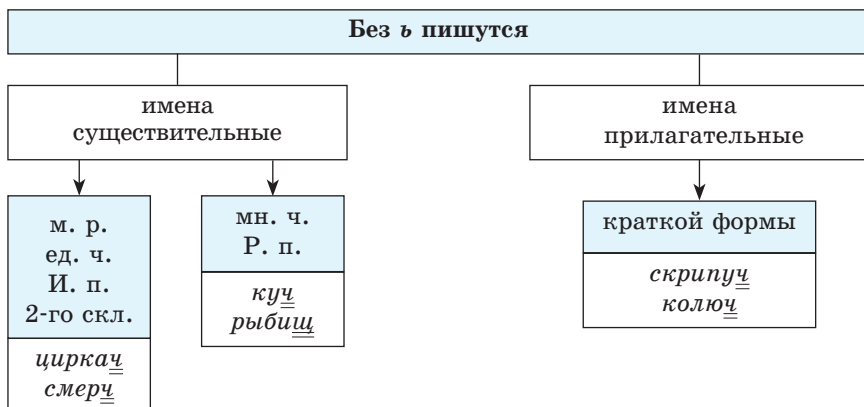 Без ь пишутся
имена
существительные
имена
прилагательные
м. р.
ед. ч.
И. п.
2-го скл.
циркач
смерч
мн. ч.
Р. п.
куч
рыбищ
краткой формы
скрипуч
колюч